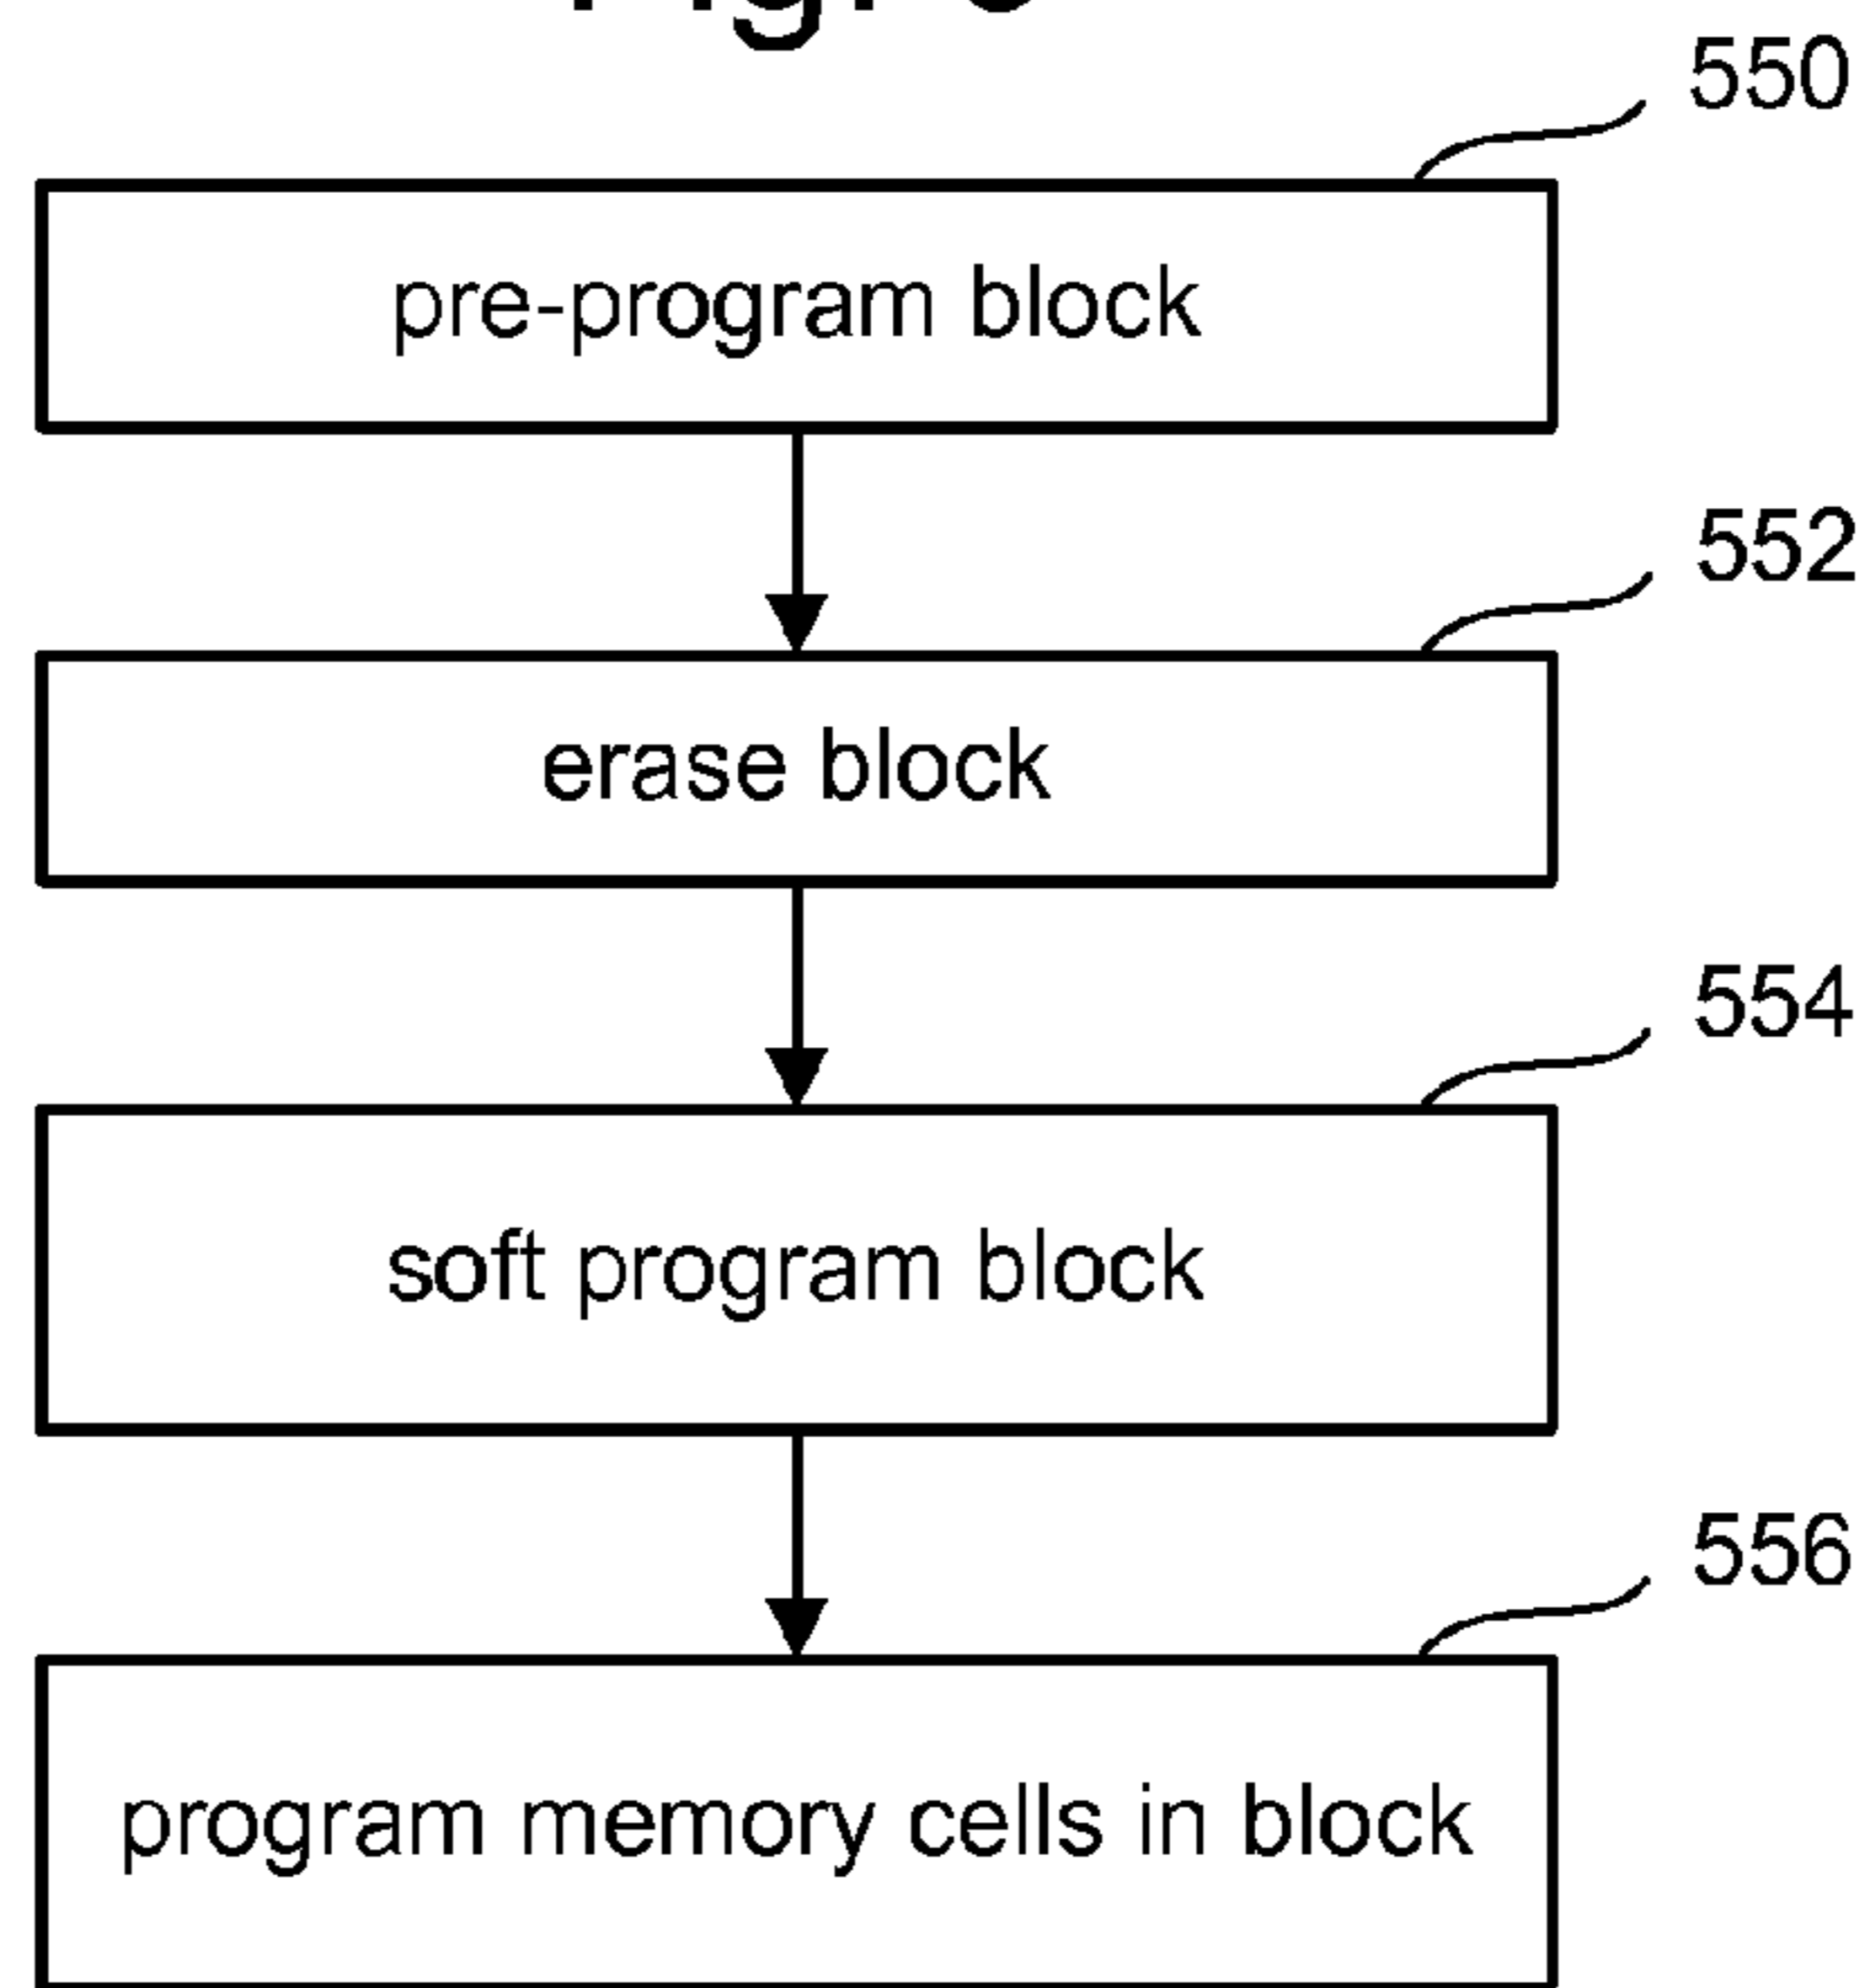 550
pre-program block
552
erase block
554
soft program block
556
program memory cells in block